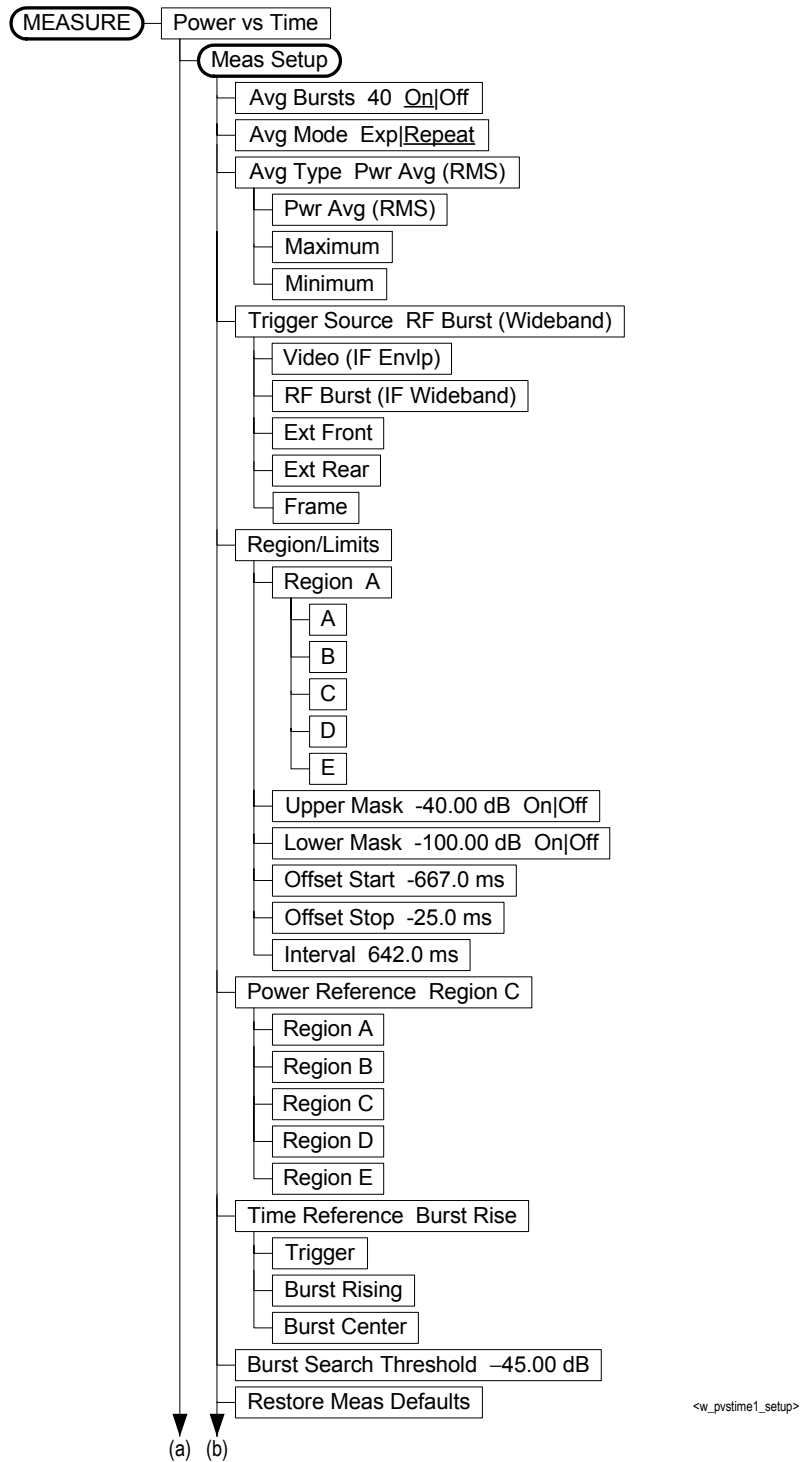 MEASURE Power vs Time
Meas Setup
Avg Bursts 40 On|Off
Avg Mode Exp|Repeat
Avg Type Pwr Avg (RMS)
Pwr Avg (RMS)
Maximum
Minimum
Trigger Source RF Burst (Wideband)
Video (IF Envlp)
RF Burst (IF Wideband)
Ext Front
Ext Rear
Frame
Region/Limits
Region A
A
B
C
D
E
Upper Mask -40.00 dB On|Off
Lower Mask -100.00 dB On|Off
Offset Start -667.0 ms
Offset Stop -25.0 ms
Interval 642.0 ms
Power Reference Region C
Region A
Region B
Region C
Region D
Region E
Time Reference Burst Rise
Trigger
Burst Rising
Burst Center
Burst Search Threshold –45.00 dB
Restore Meas Defaults
<w_pvstime1_setup>
(a) (b)